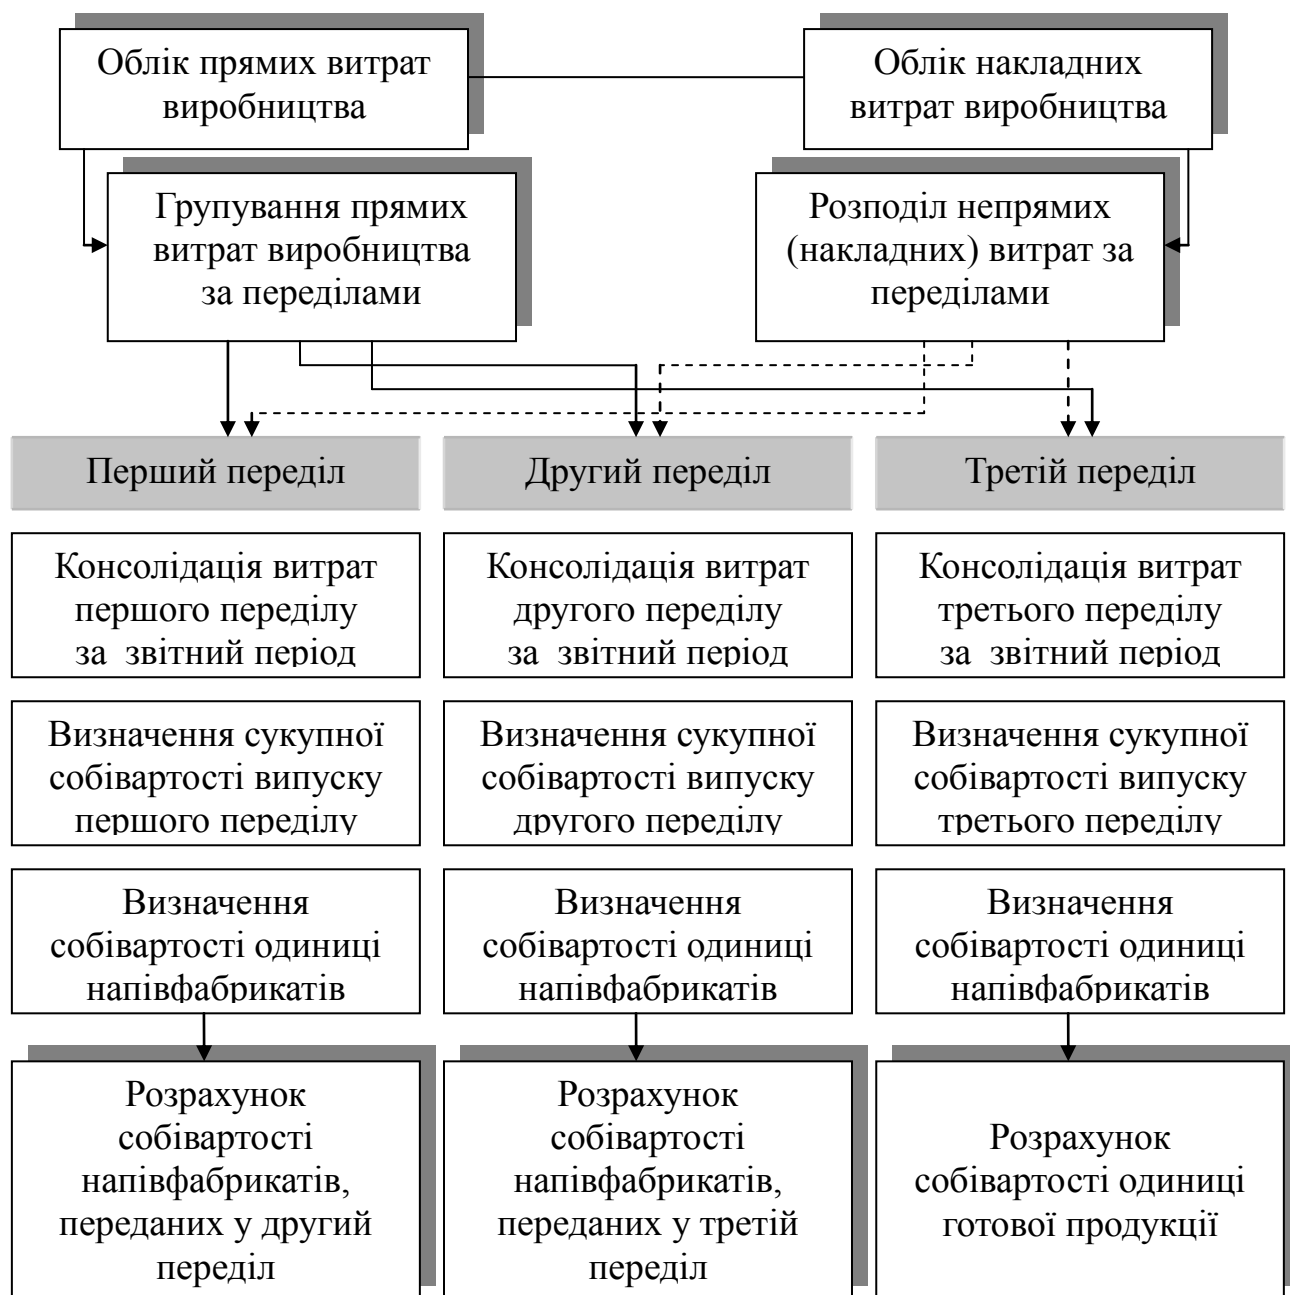 Облік прямих витрат
виробництва
Облік накладних
витрат виробництва
Групування прямих
витрат виробництва
за переділами
Розподіл непрямих
(накладних) витрат за
переділами
Перший переділ
Другий переділ
Третій переділ
Консолідація витрат
першого переділу
за звітний період
Консолідація витрат
другого переділу
за звітний період
Консолідація витрат
третього переділу
за звітний період
Визначення сукупної
собівартості випуску
першого переділу
Визначення сукупної
собівартості випуску
другого переділу
Визначення сукупної
собівартості випуску
третього переділу
Визначення
собівартості одиниці
напівфабрикатів
Визначення
собівартості одиниці
напівфабрикатів
Визначення
собівартості одиниці
напівфабрикатів
Розрахунок
собівартості
напівфабрикатів,
переданих у другий
переділ
Розрахунок
собівартості
напівфабрикатів,
переданих у третій
переділ
Розрахунок
собівартості одиниці
готової продукції